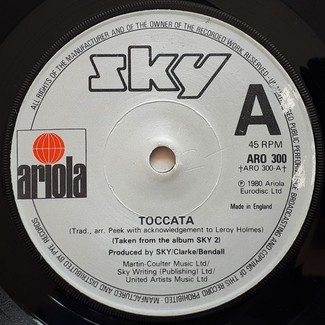 ALL RIGHTS OF THE MANUFACTURER AND OF THE OWNER OF THE RECORDED WORK RESERVED
sky
A
45 RPM
ARO 300
†ARO 300-A†
ariola
℗ 1980 Ariola
Eurodisc Ltd
Made in England
TOCCATA
(Trad., arr. Peek with acknowledgement to Leroy Holmes)
(Taken from the album SKY 2)
Produced by SKY/Clarke/Bendall
Martin-Coulter Music Ltd/
Sky Writing (Publishing) Ltd/
United Artists Music Ltd
PUBLIC PERFORMANCE
BROADCASTING AND COPYING OF THIS RECORD PROHIBITED
MANUFACTURED AND DISTRIBUTED BY PYE RECORDS